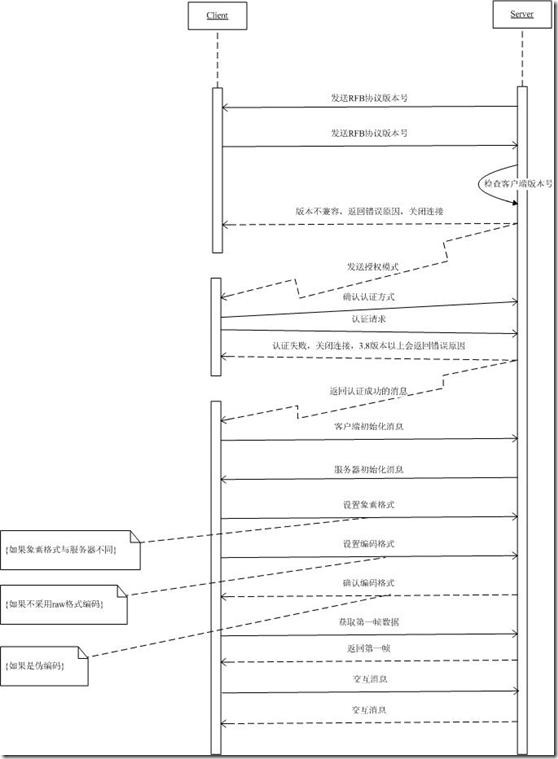 Client
Server
发送RFB协议版本号
发送RFB协议版本号
检查客户端版本号
版本不兼容，返回错误原因，关闭连接
发送授权模式
确认认证方式
认证请求
认证失败，关闭连接，3.8版本以上会返回错误原因
返回认证成功的消息
客户端初始化消息
服务器初始化消息
设置象素格式
{如果象素格式与服务器不同}
设置编码格式
{如果不采用raw格式编码}
确认编码格式
获取第一帧数据
返回第一帧
{如果是伪编码}
交互消息
交互消息